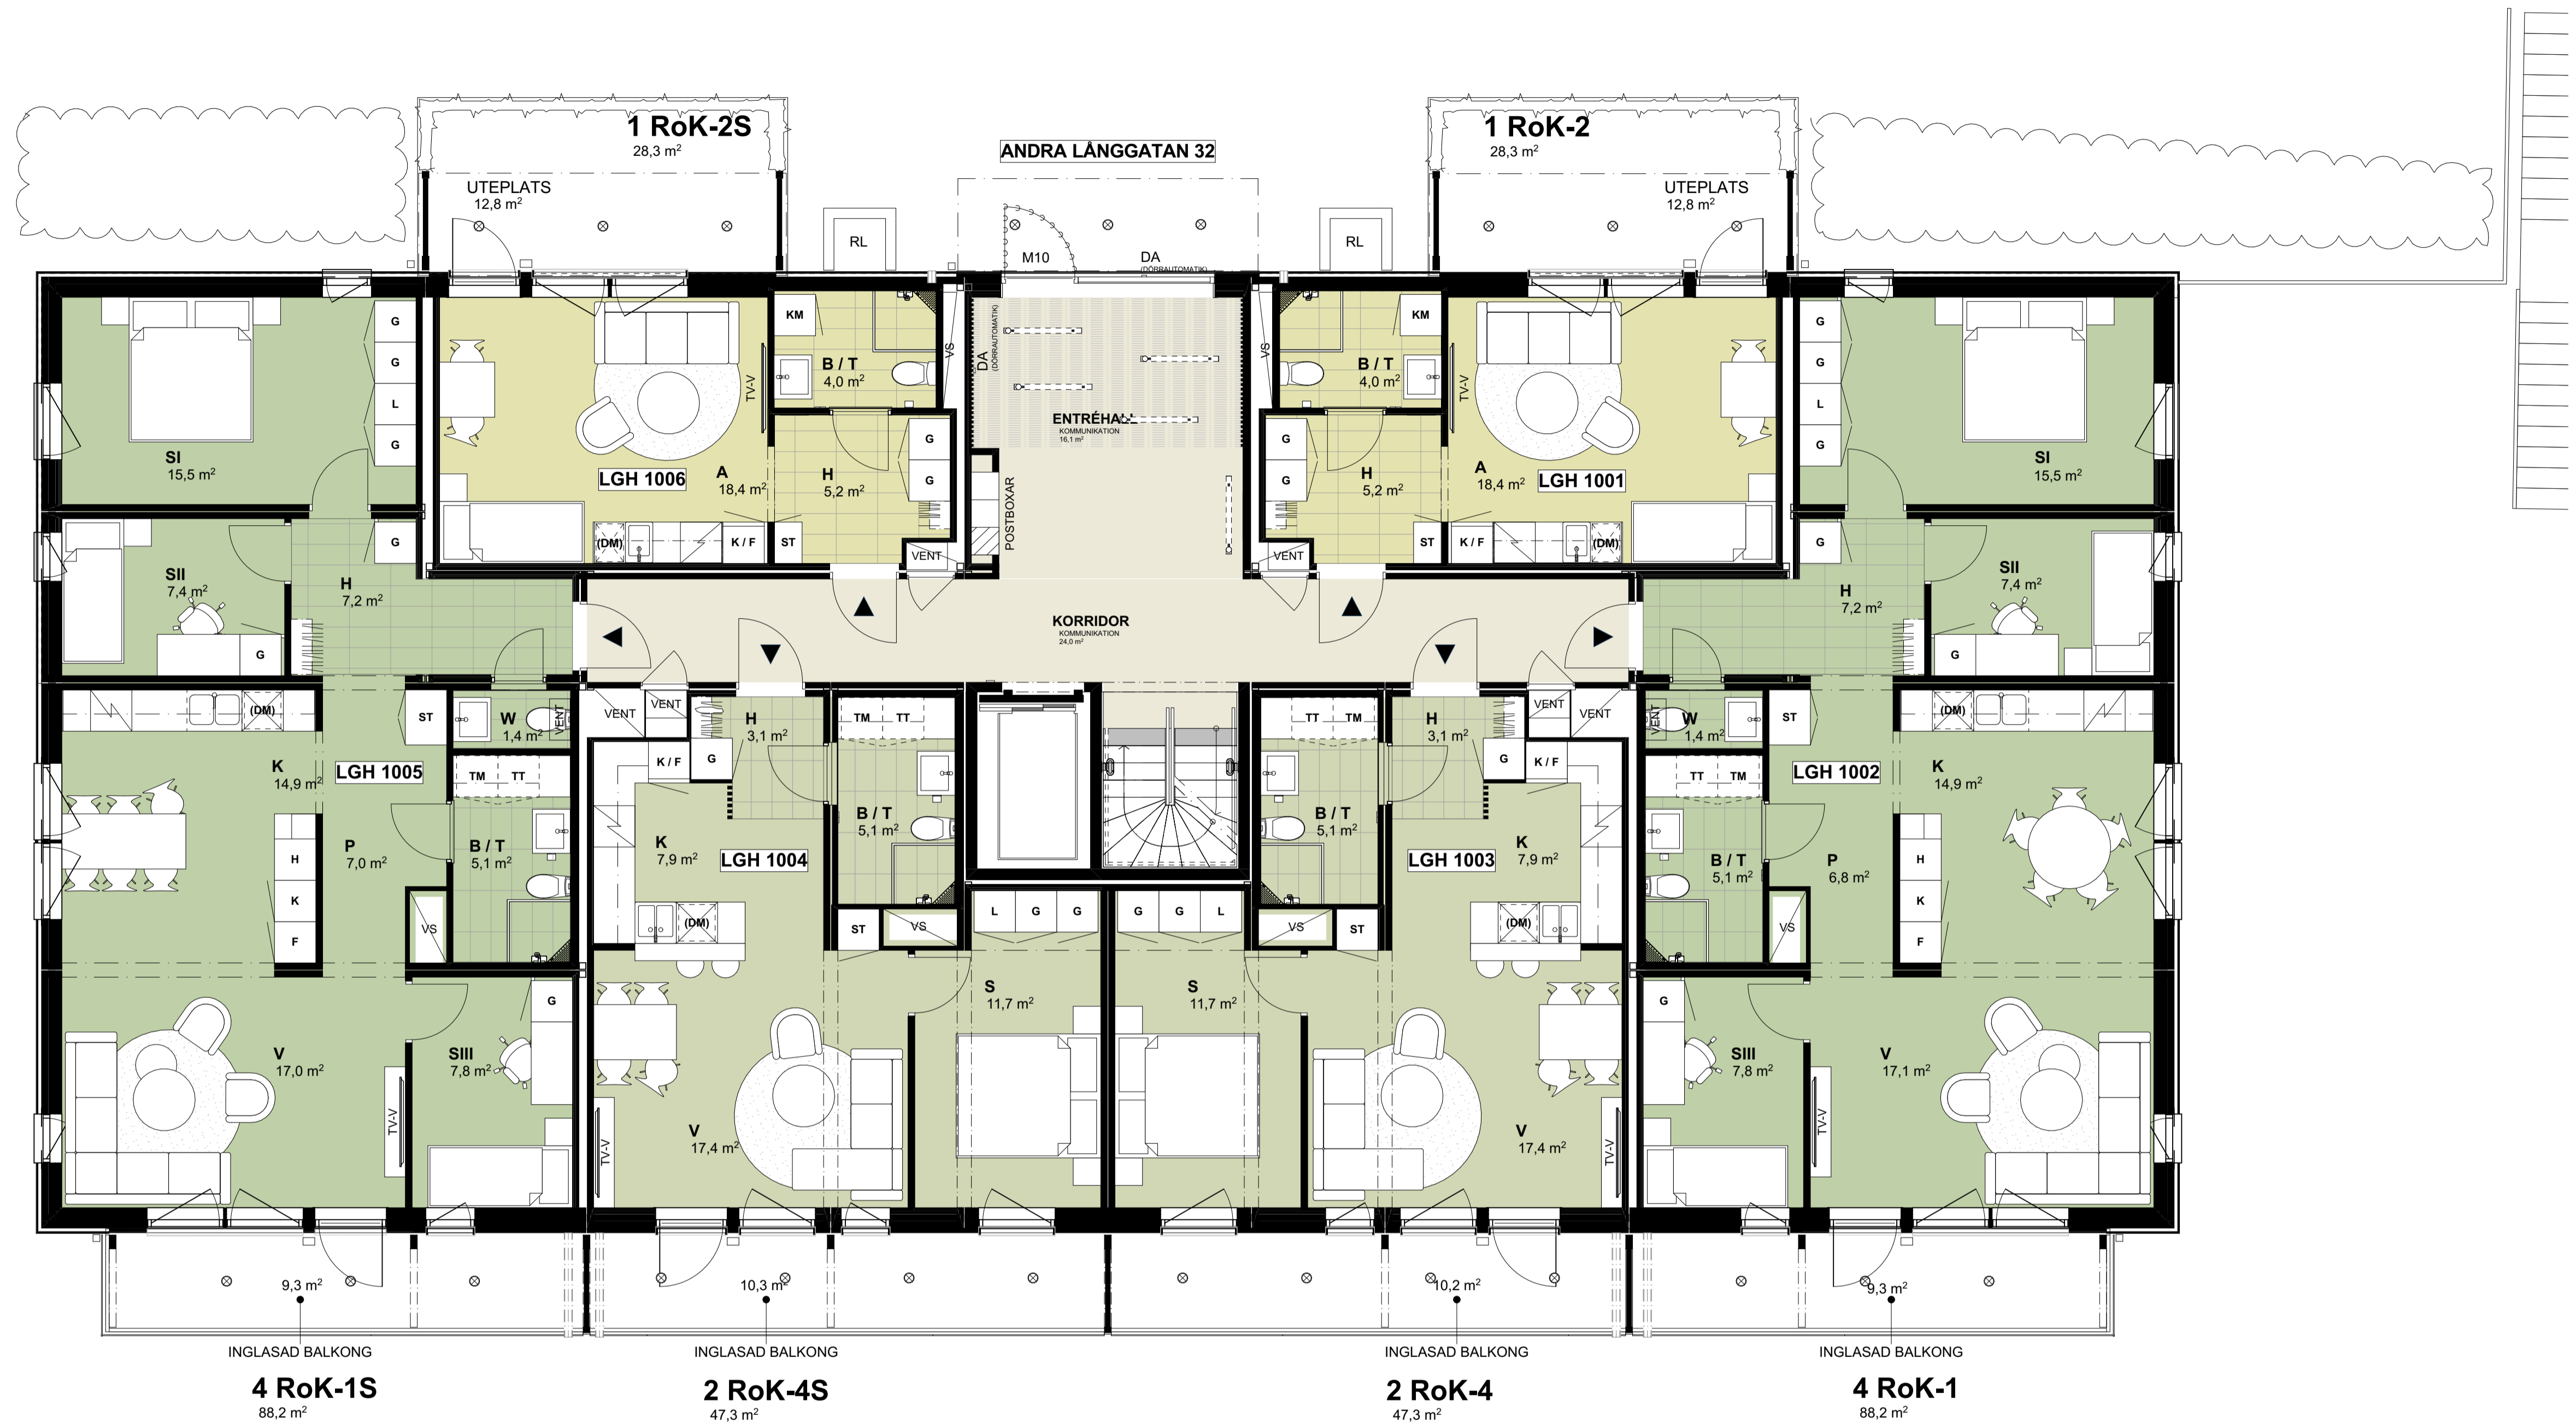 1 RoK-2S
28,3 m²
ANDRA LÅNGGATAN 32
1 RoK-2
28,3 m²
UTEPLATS
12,8 m²
UTEPLATS
12,8 m²
RL
M10
DA
(DÖRRAUTOMATIK)
RL
G
G
L
G
SI
15,5 m²
TV-V
LGH 1006
A
18,4 m²
(DM)
K / F
KM
B / T
4,0 m²
H
5,2 m²
G
G
ST
VENT
VS
DA
(DÖRRAUTOMATIK)
ENTRÉHALL
KOMMUNIKATION
16,1 m²
POSTBOXAR
VS
KM
B / T
4,0 m²
G
G
H
5,2 m²
VENT
ST
TV-V
A
18,4 m²
LGH 1001
K / F
(DM)
G
G
L
G
SI
15,5 m²
SII
7,4 m²
G
G
H
7,2 m²
KORRIDOR
KOMMUNIKATION
24,0 m²
G
H
7,2 m²
SII
7,4 m²
G
(DM)
K
14,9 m²
LGH 1005
ST
W
1,4 m²
VENT
TM
TT
B / T
5,1 m²
P
7,0 m²
H
K
F
VS
V
17,0 m²
TV-V
SIII
7,8 m²
G
VENT
VENT
K / F
G
H
3,1 m²
TM
TT
B / T
5,1 m²
K
7,9 m²
LGH 1004
(DM)
ST
VS
L
G
G
S
11,7 m²
V
17,4 m²
TV-V
TT
TM
B / T
5,1 m²
H
3,1 m²
G
K / F
VENT
VENT
LGH 1003
K
7,9 m²
(DM)
G
G
L
VS
ST
S
11,7 m²
V
17,4 m²
TV-V
VENT
W
1,4 m²
ST
TT
TM
B / T
5,1 m²
LGH 1002
P
6,8 m²
VS
(DM)
K
14,9 m²
H
K
F
G
SIII
7,8 m²
TV-V
V
17,1 m²
9,3 m²
10,3 m²
10,2 m²
9,3 m²
INGLASAD BALKONG
INGLASAD BALKONG
INGLASAD BALKONG
INGLASAD BALKONG
4 RoK-1S
88,2 m²
2 RoK-4S
47,3 m²
2 RoK-4
47,3 m²
4 RoK-1
88,2 m²